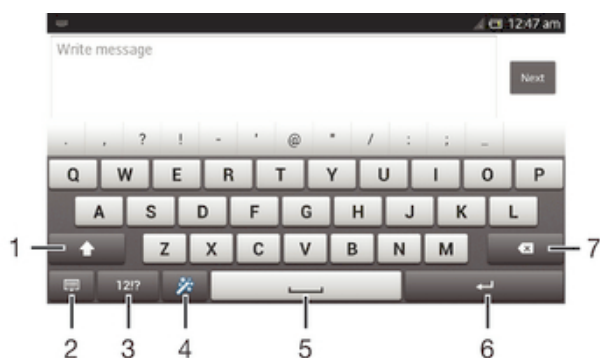 12:47 am
Write message
Next
. , ? ! - ' @ " / : ; _
Q W E R T Y U I O P
A S D F G H J K L
1 Z X C V B N M 7
12!?
2 3 4 5 6